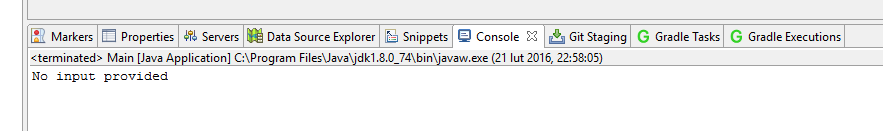 Markers Properties Servers Data Source Explorer Snippets Console Git Staging Gradle Tasks Gradle Executions
<terminated> Main [Java Application] C:\Program Files\Java\jdk1.8.0_74\bin\javaw.exe (21 lut 2016, 22:58:05)
No input provided